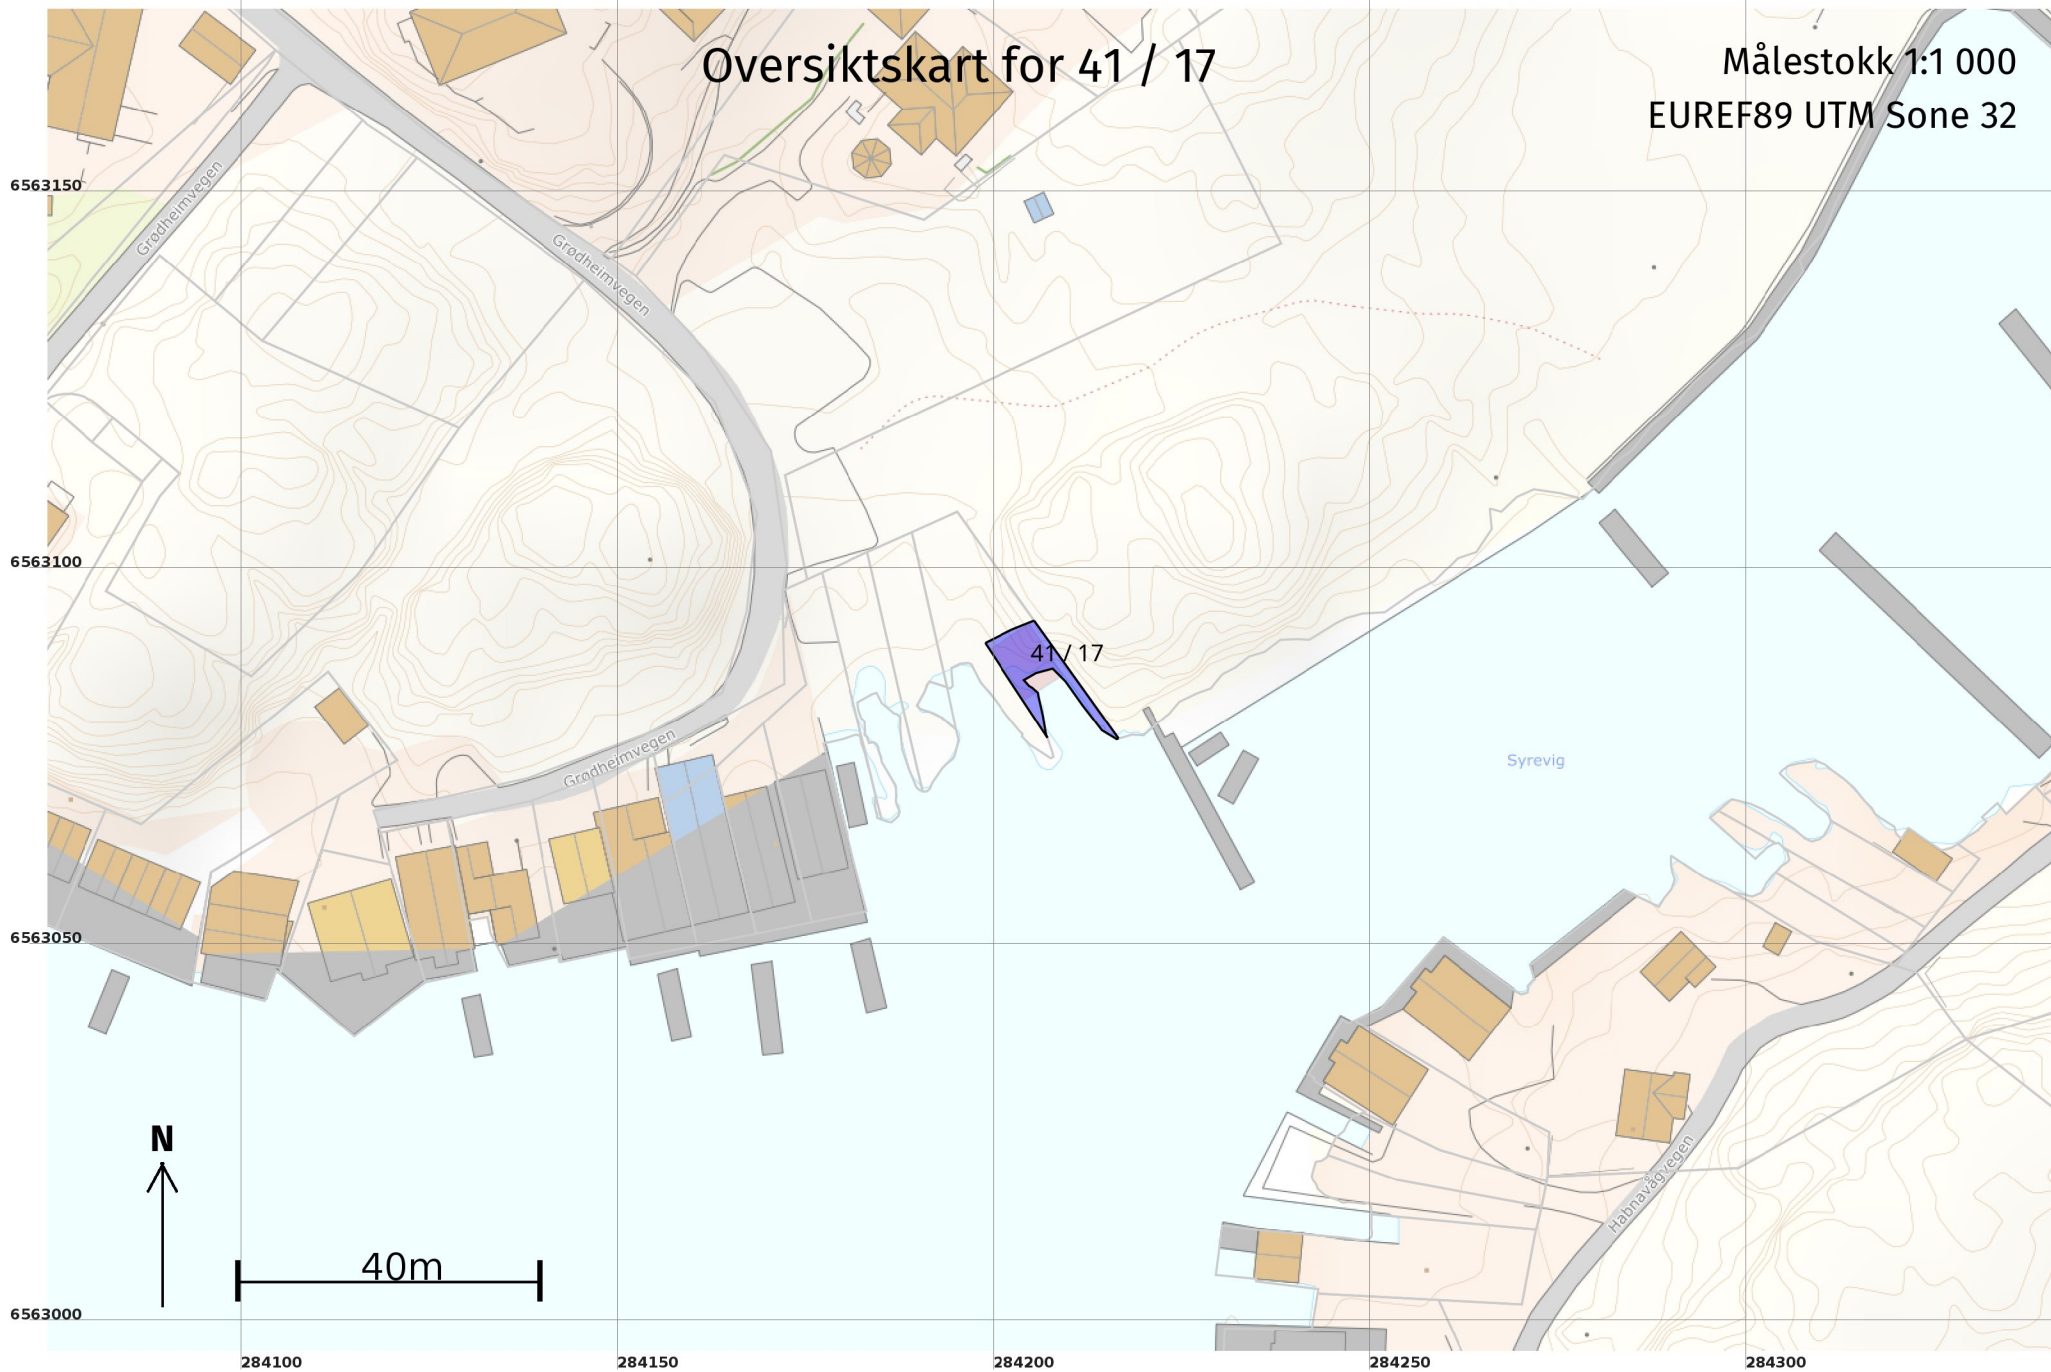 Oversiktskart for 41 / 17
Målestokk 1:1 000
EUREF89 UTM Sone 32
6563150
Grødheimvegen
Grødheimvegen
6563100
41 / 17
Grødheimvegen
Syrevig
6563050
N
Habnavågvegen
40m
6563000
284100
284150
284200
284250
284300